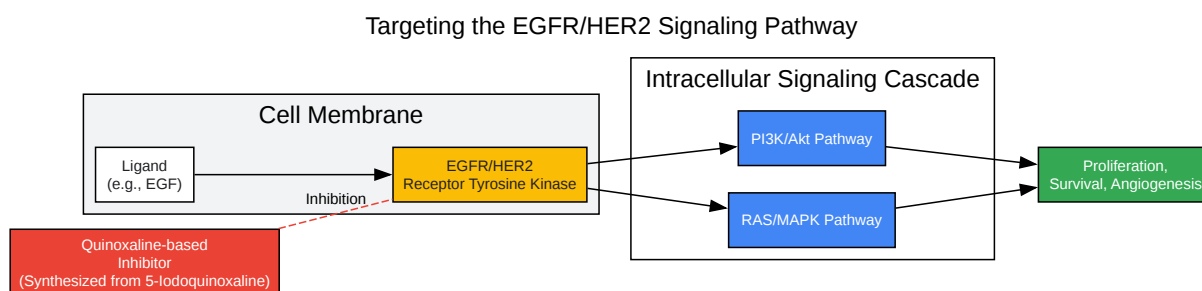 Targeting the EGFR/HER2 Signaling Pathway
Intracellular Signaling Cascade
Cell Membrane
Ligand
(e.g., EGF)
Inhibition
EGFR/HER2
Receptor Tyrosine Kinase
PI3K/Akt Pathway
RAS/MAPK Pathway
Proliferation,
Survival, Angiogenesis
Quinoxaline-based
Inhibitor
(Synthesized from 5-Iodoquinoxaline)